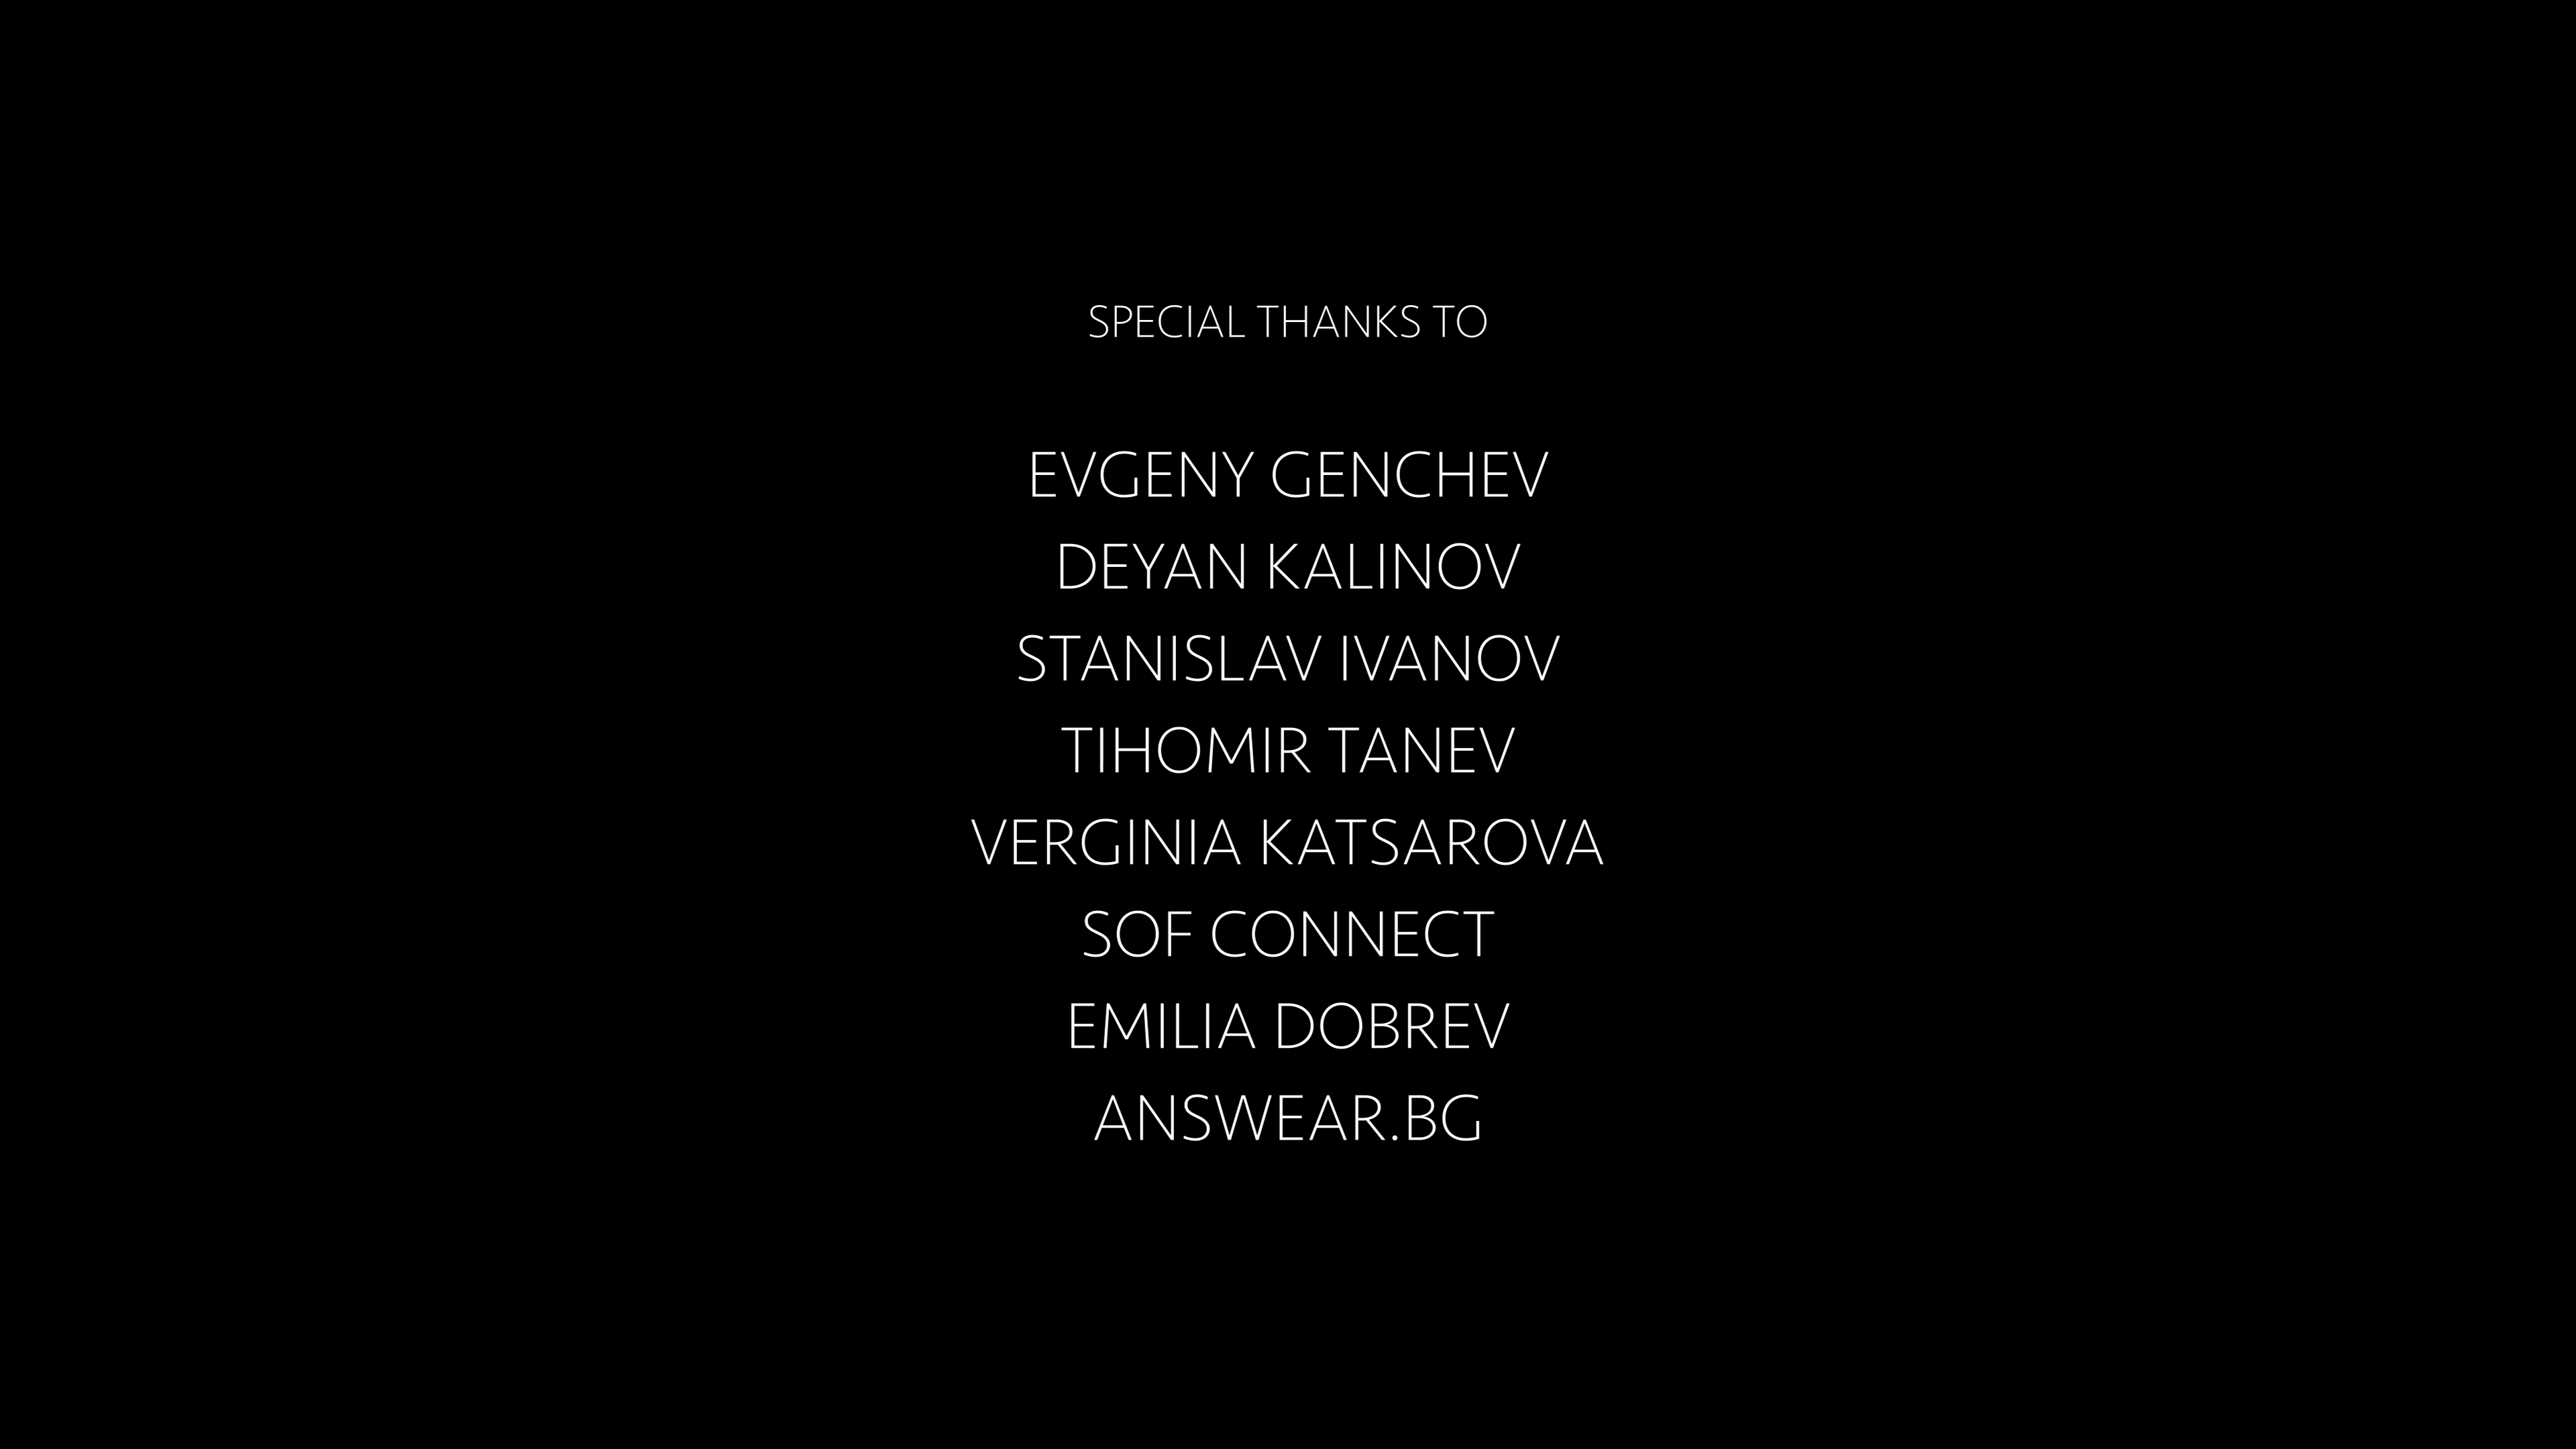 SPECIAL THANKS TO
EVGENY GENCHEV
DEYAN KALINOV
STANISLAV IVANOV
TIHOMIR TANEV
VERGINIA KATSAROVA
SOF CONNECT
EMILIA DOBREV
ANSWEAR.BG